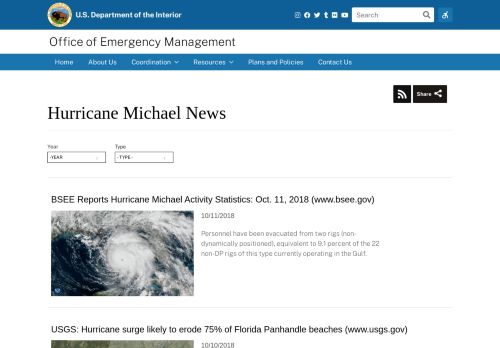 U.S. Department of the Interior
Search
Office of Emergency Management
Home About Us Coordination Resources Plans and Policies Contact Us
Share
Hurricane Michael News
Year Type
-YEAR - TYPE -
BSEE Reports Hurricane Michael Activity Statistics: Oct. 11, 2018 (www.bsee.gov)
10/11/2018
Personnel have been evacuated from two rigs (non-
dynamically positioned), equivalent to 9.1 percent of the 22
non-DP rigs of this type currently operating in the Gulf.
USGS: Hurricane surge likely to erode 75% of Florida Panhandle beaches (www.usgs.gov)
10/10/2018